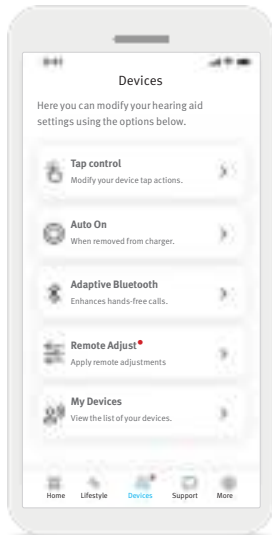 Devices
Here you can modify your hearing aid
settings using the options below.
Tap control
Modify your device tap actions.
Auto On
When removed from charger.
Adaptive Bluetooth
Enhances hands-free calls.
Remote Adjust
Apply remote adjustments
My Devices
View the list of your devices.
Home Lifestyle Devices Support More